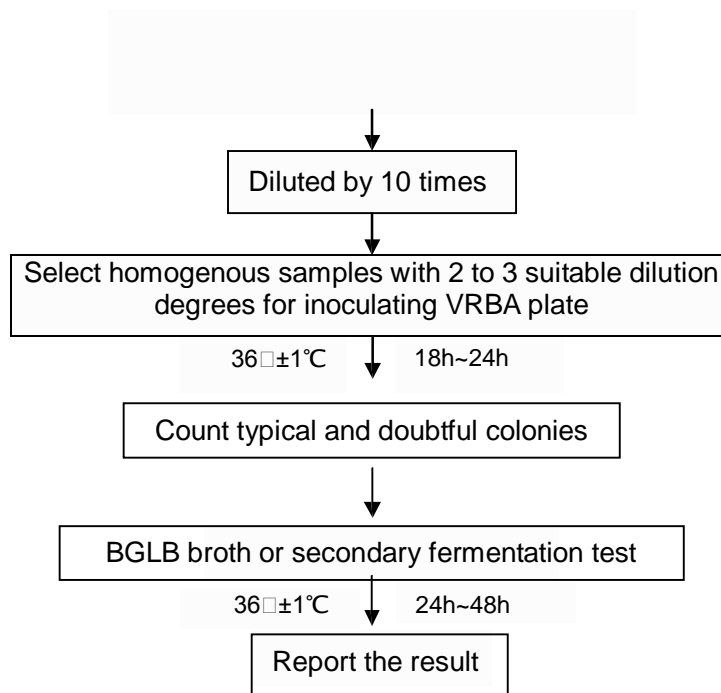 Diluted by 10 times
Select homogenous samples with 2 to 3 suitable dilution
degrees for inoculating VRBA plate
36□±1℃ 18h~24h
Count typical and doubtful colonies
BGLB broth or secondary fermentation test
36□±1℃ 24h~48h
Report the result